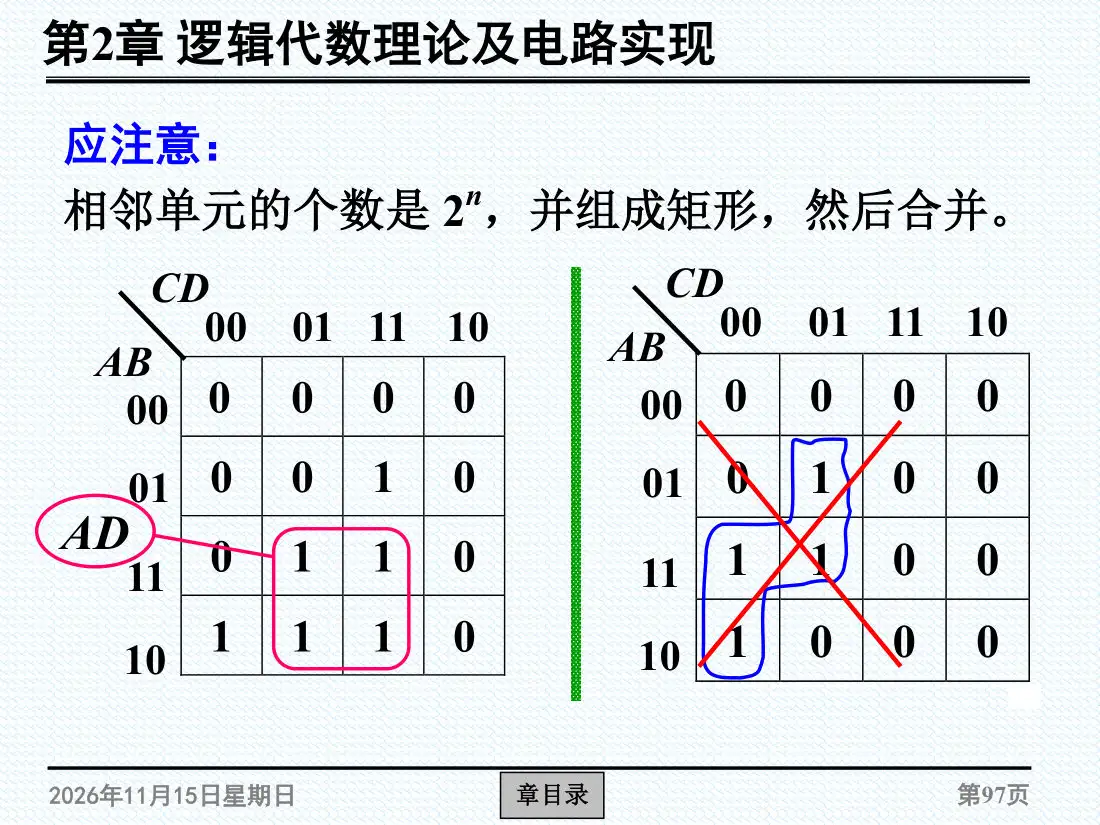 第2章 逻辑代数理论及电路实现
应注意：
相邻单元的个数是 2ⁿ，并组成矩形，然后合并。
CD
00 01 11 10
AB
00 0 0 0 0
01 0 0 1 0
AD
11 0 1 1 0
10 1 1 1 0
CD
00 01 11 10
AB
00 0 0 0 0
01 0 1 0 0
11 1 1 0 0
10 1 0 0 0
2026年11月15日星期日
章目录
第97页